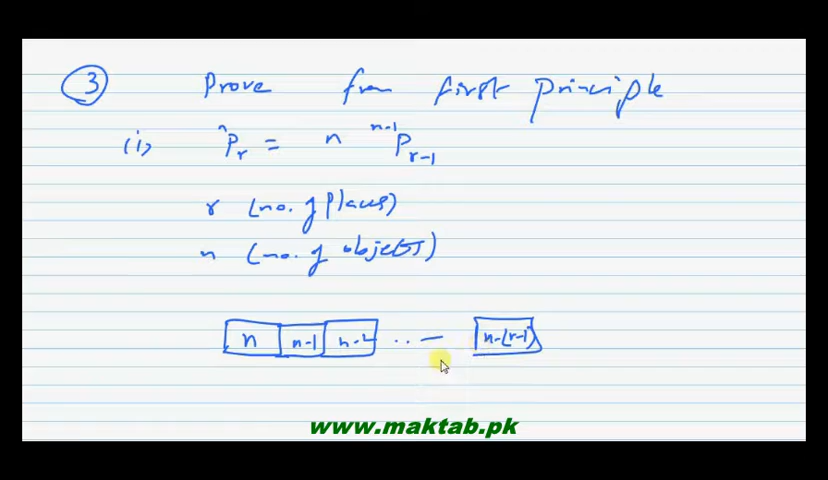 ③ Prove from first principle
(i) ⁿPᵣ = n ⁿ⁻¹Pᵣ₋₁
r (no. of places)
n (no. of objects)
n n-1 n-2 ..— n-(r-1)
www.maktab.pk